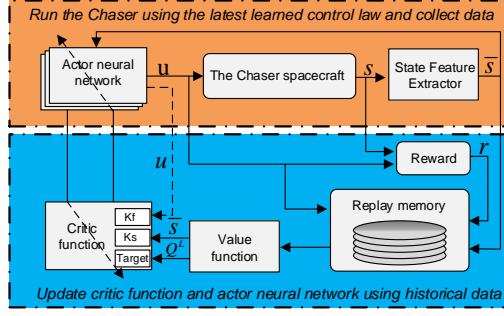 Run the Chaser using the latest learned control law and collect data
Actor neural
network
u
The Chaser spacecraft
s
State Feature
Extractor
s̅
u
Reward
r
Replay memory
Critic
function
Kf
Ks
Target
s̅
Q^L
Value
function
Update critic function and actor neural network using historical data